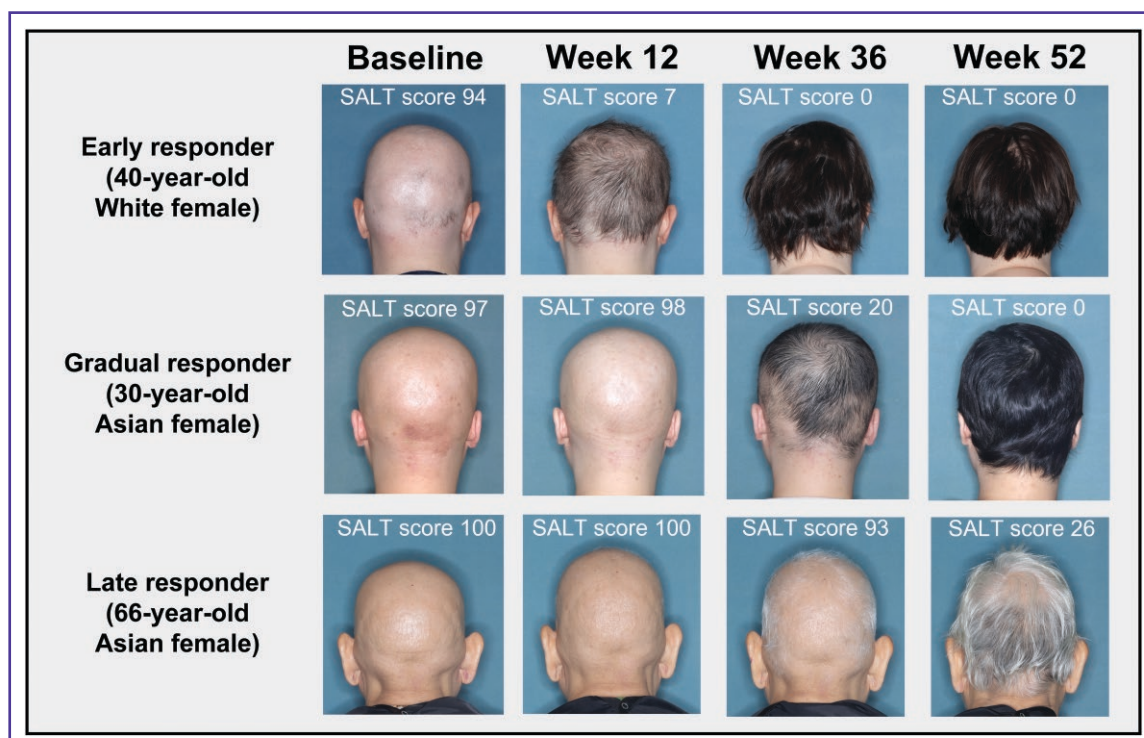 Baseline Week 12 Week 36 Week 52
SALT score 94 SALT score 7 SALT score 0 SALT score 0
Early responder
(40-year-old
White female)
SALT score 97 SALT score 98 SALT score 20 SALT score 0
Gradual responder
(30-year-old
Asian female)
SALT score 100 SALT score 100 SALT score 93 SALT score 26
Late responder
(66-year-old
Asian female)